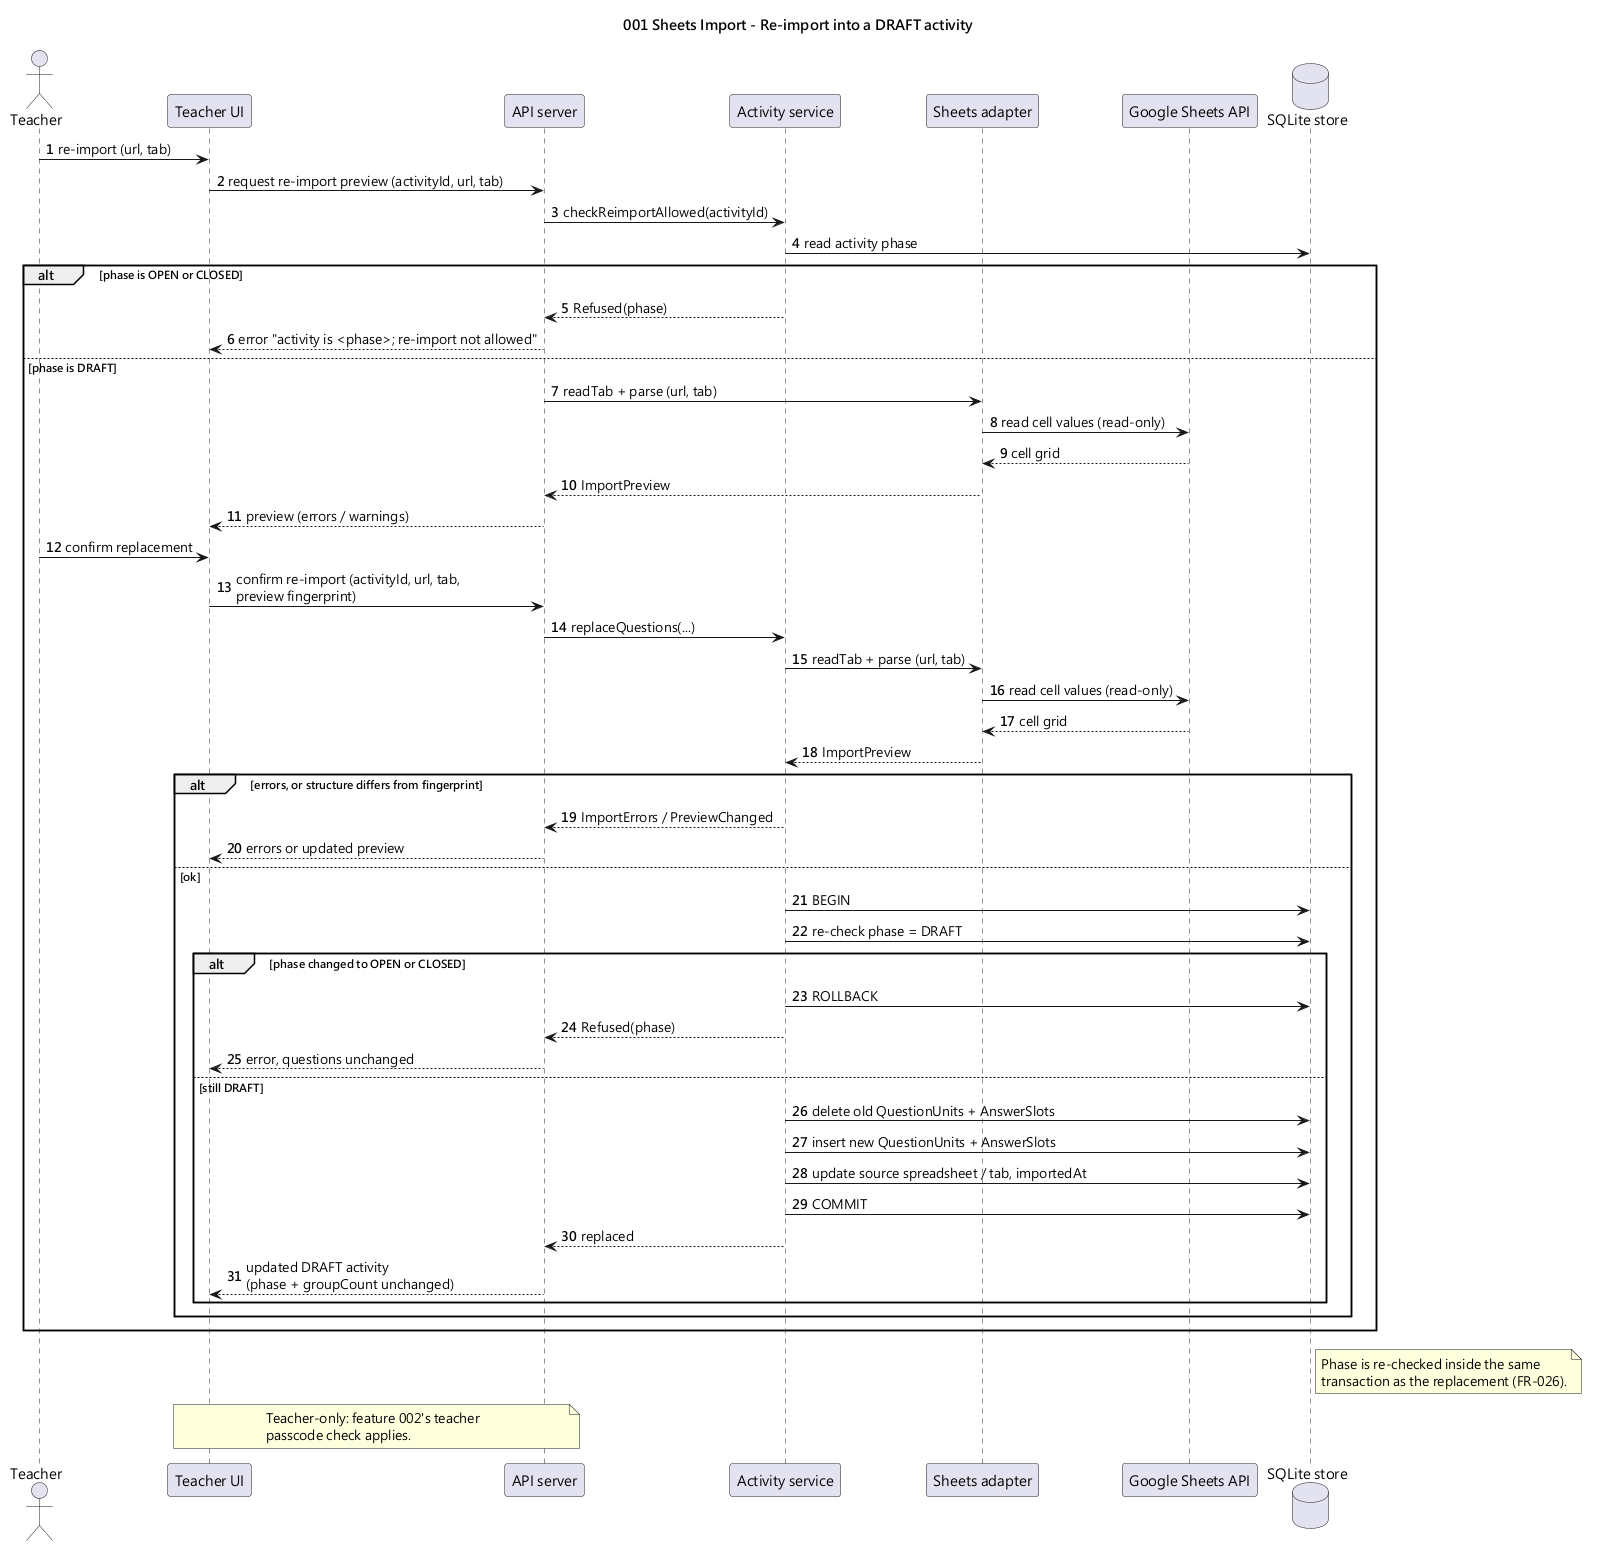 001 Sheets Import - Re-import into a DRAFT activity
Teacher
Teacher UI
API server
Activity service
Sheets adapter
Google Sheets API
SQLite store
1 re-import (url, tab)
2 request re-import preview (activityId, url, tab)
3 checkReimportAllowed(activityId)
4 read activity phase
alt [phase is OPEN or CLOSED]
5 Refused(phase)
6 error "activity is <phase>; re-import not allowed"
[phase is DRAFT]
7 readTab + parse (url, tab)
8 read cell values (read-only)
9 cell grid
10 ImportPreview
11 preview (errors / warnings)
12 confirm replacement
13 confirm re-import (activityId, url, tab,
preview fingerprint)
14 replaceQuestions(...)
15 readTab + parse (url, tab)
16 read cell values (read-only)
17 cell grid
18 ImportPreview
alt [errors, or structure differs from fingerprint]
19 ImportErrors / PreviewChanged
20 errors or updated preview
[ok]
21 BEGIN
22 re-check phase = DRAFT
alt [phase changed to OPEN or CLOSED]
23 ROLLBACK
24 Refused(phase)
25 error, questions unchanged
[still DRAFT]
26 delete old QuestionUnits + AnswerSlots
27 insert new QuestionUnits + AnswerSlots
28 update source spreadsheet / tab, importedAt
29 COMMIT
30 replaced
31 updated DRAFT activity
(phase + groupCount unchanged)
Phase is re-checked inside the same
transaction as the replacement (FR-026).
Teacher-only: feature 002's teacher
passcode check applies.
Teacher
Teacher UI
API server
Activity service
Sheets adapter
Google Sheets API
SQLite store